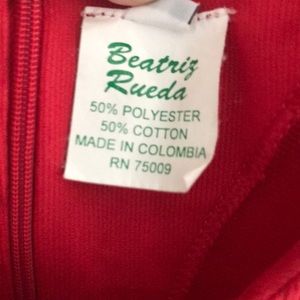 Beatriz
Rueda
50% POLYESTER
50% COTTON
MADE IN COLOMBIA
RN 75009